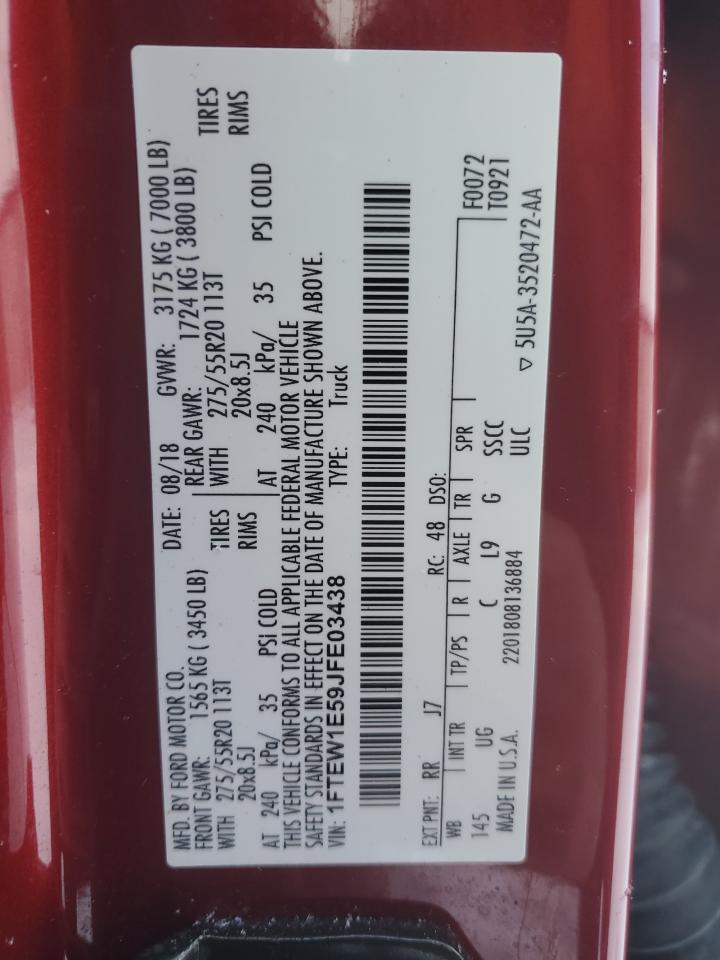 MFD. BY FORD MOTOR CO. DATE: 08/18 GVWR: 3175 KG ( 7000 LB)
FRONT GAWR: 1565 KG ( 3450 LB) REAR GAWR: 1724 KG ( 3800 LB)
WITH 275/55R20 113T TIRES WITH 275/55R20 113T TIRES
20x8.5J RIMS 20x8.5J RIMS
AT 240 kPa/ 35 PSI COLD AT 240 kPa/ 35 PSI COLD
THIS VEHICLE CONFORMS TO ALL APPLICABLE FEDERAL MOTOR VEHICLE
SAFETY STANDARDS IN EFFECT ON THE DATE OF MANUFACTURE SHOWN ABOVE.
VIN: 1FTEW1E59JFE03438 TYPE: Truck
EXT PNT: RR J7 RC: 48 DSO:
WB INT TR TP/PS R AXLE TR SPR F0072
145 UG C L9 G SSCC T0921
MADE IN U.S.A. 2201808136884 ULC ▽ 5U5A-3520472-AA